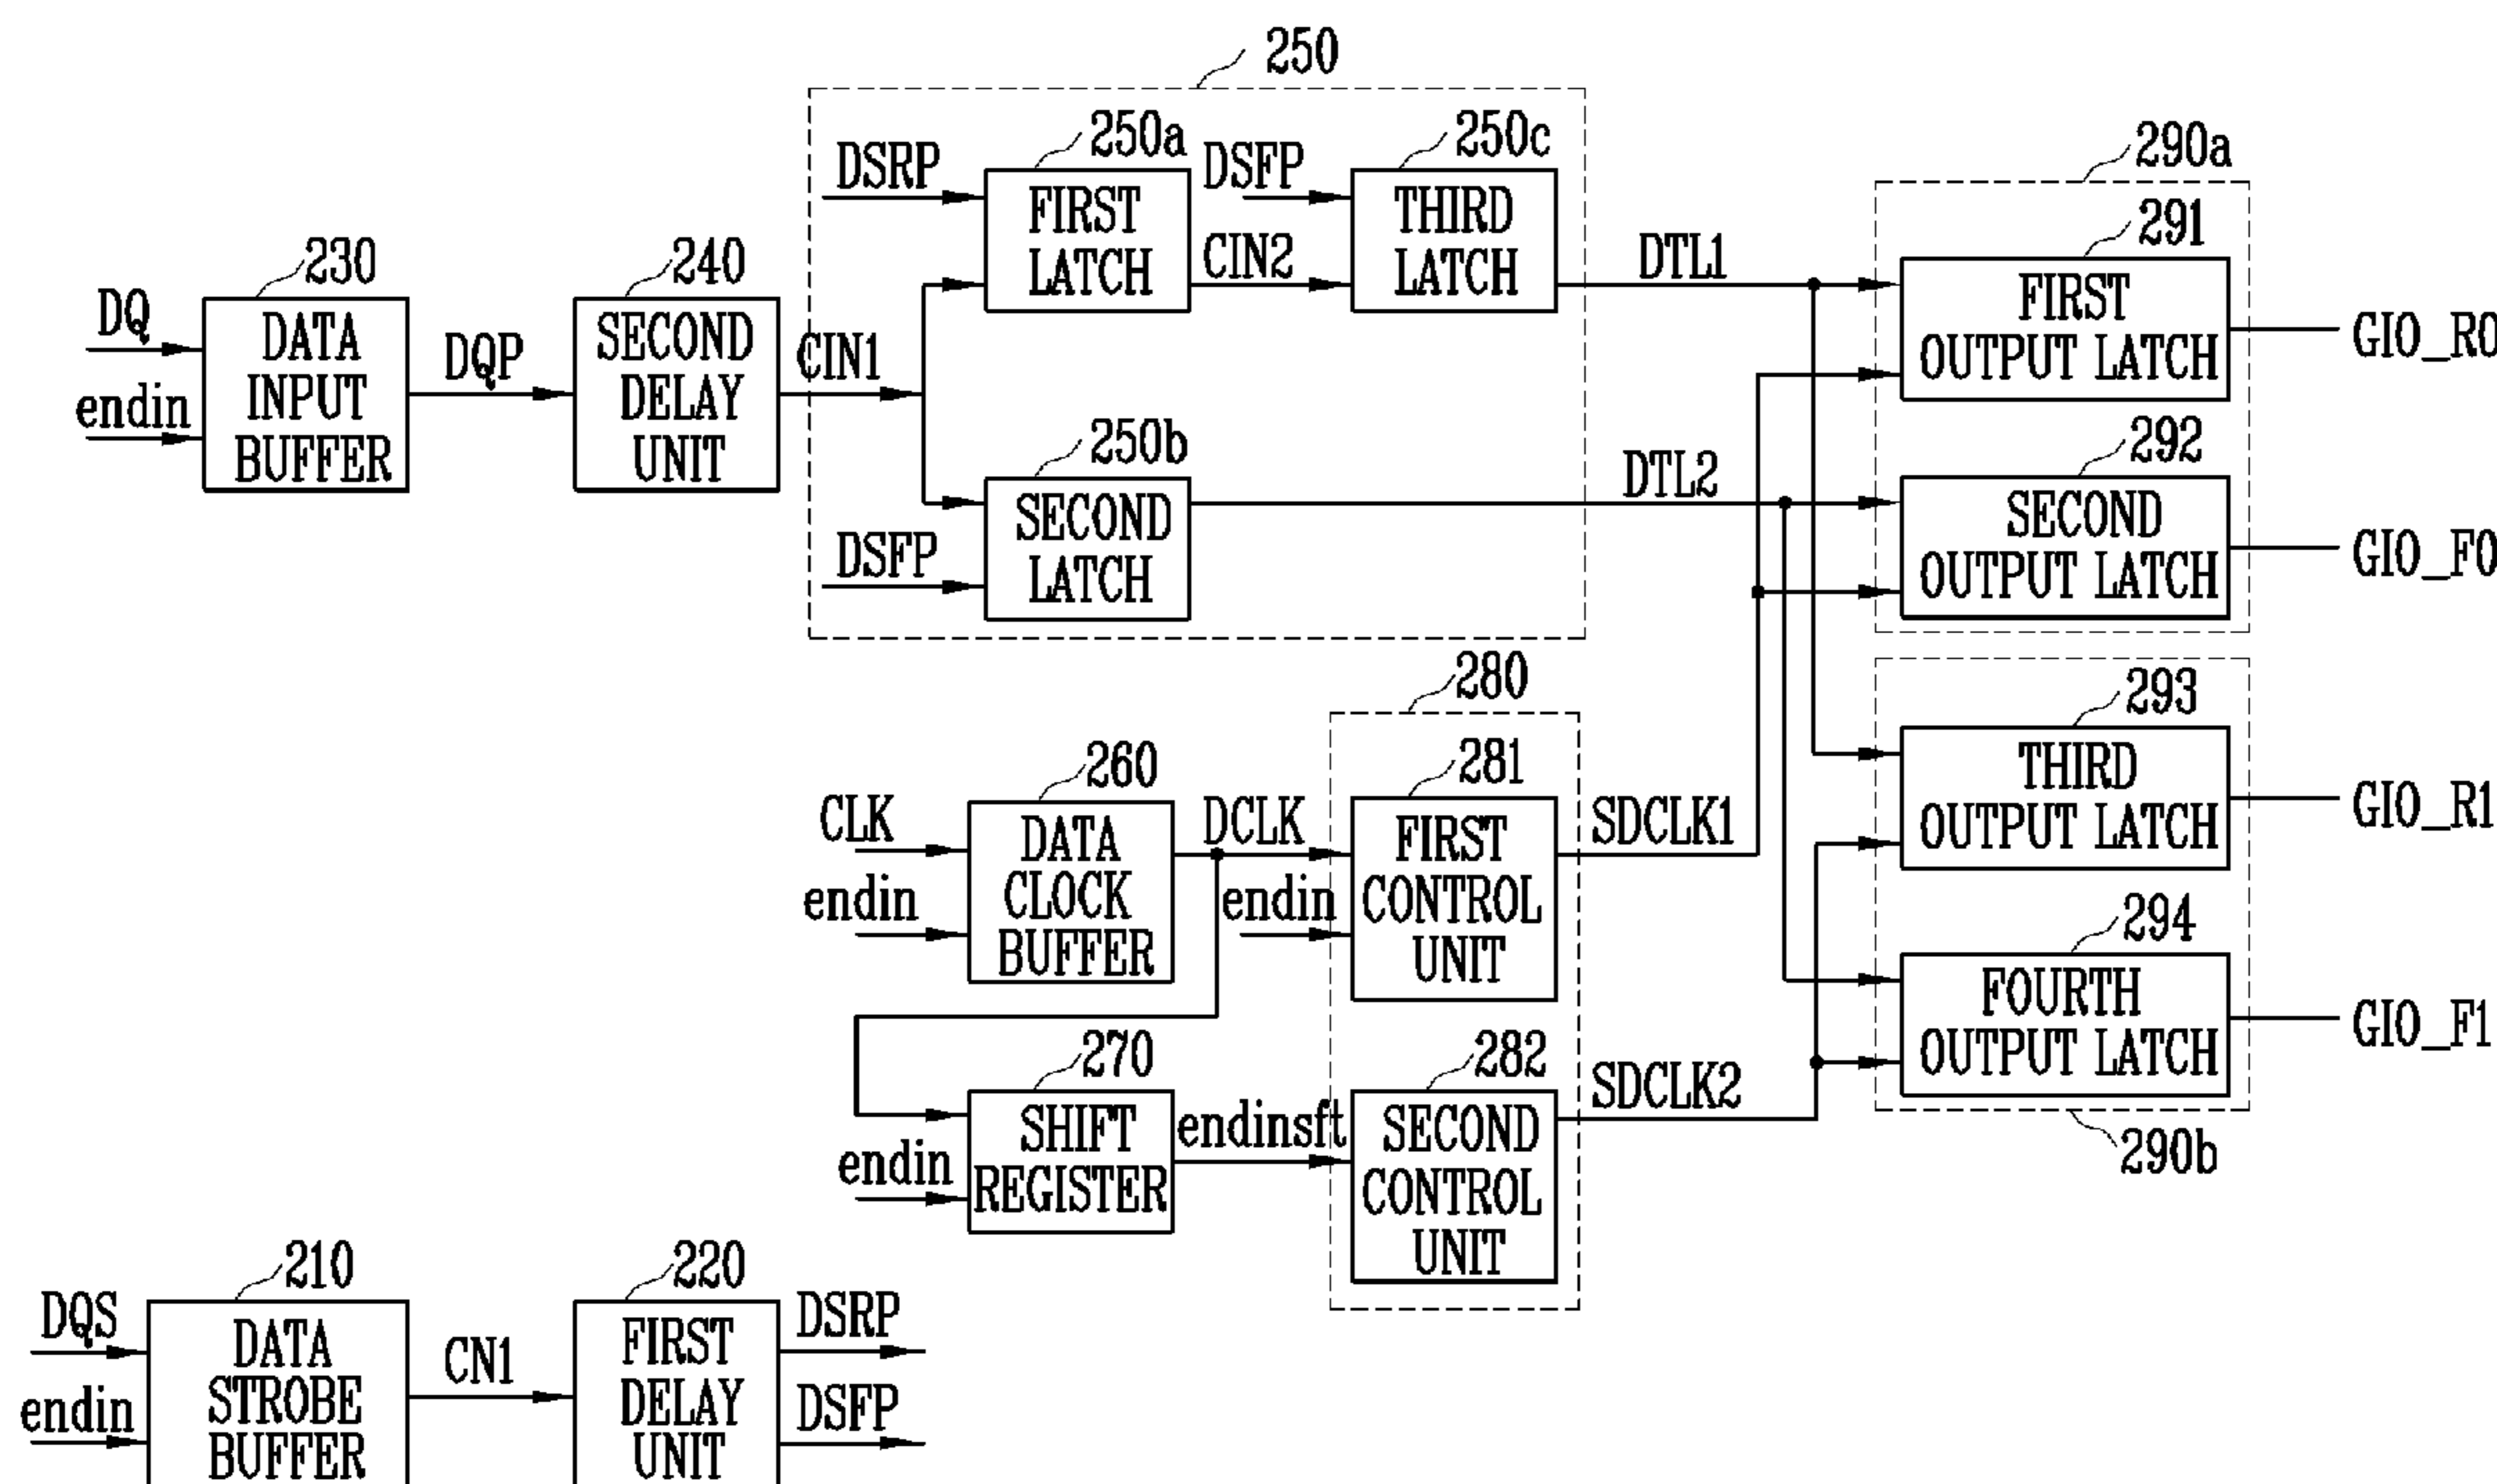 250
250a
250c
290a
DSRP
DSFP
FIRST
LATCH
THIRD
LATCH
CIN2
291
230
240
DTL1
FIRST
OUTPUT LATCH
GIO_R0
DQ
endin
DATA
INPUT
BUFFER
DQP
SECOND
DELAY
UNIT
CIN1
250b
292
DTL2
SECOND
LATCH
DSFP
SECOND
OUTPUT LATCH
GIO_F0
280
293
260
281
CLK
endin
DATA
CLOCK
BUFFER
DCLK
endin
FIRST
CONTROL
UNIT
SDCLK1
THIRD
OUTPUT LATCH
GIO_R1
294
FOURTH
OUTPUT LATCH
GIO_F1
270
282
endin
SHIFT
REGISTER
endinsft
SECOND
CONTROL
UNIT
SDCLK2
290b
210
220
DQS
endin
DATA
STROBE
BUFFER
CN1
FIRST
DELAY
UNIT
DSRP
DSFP